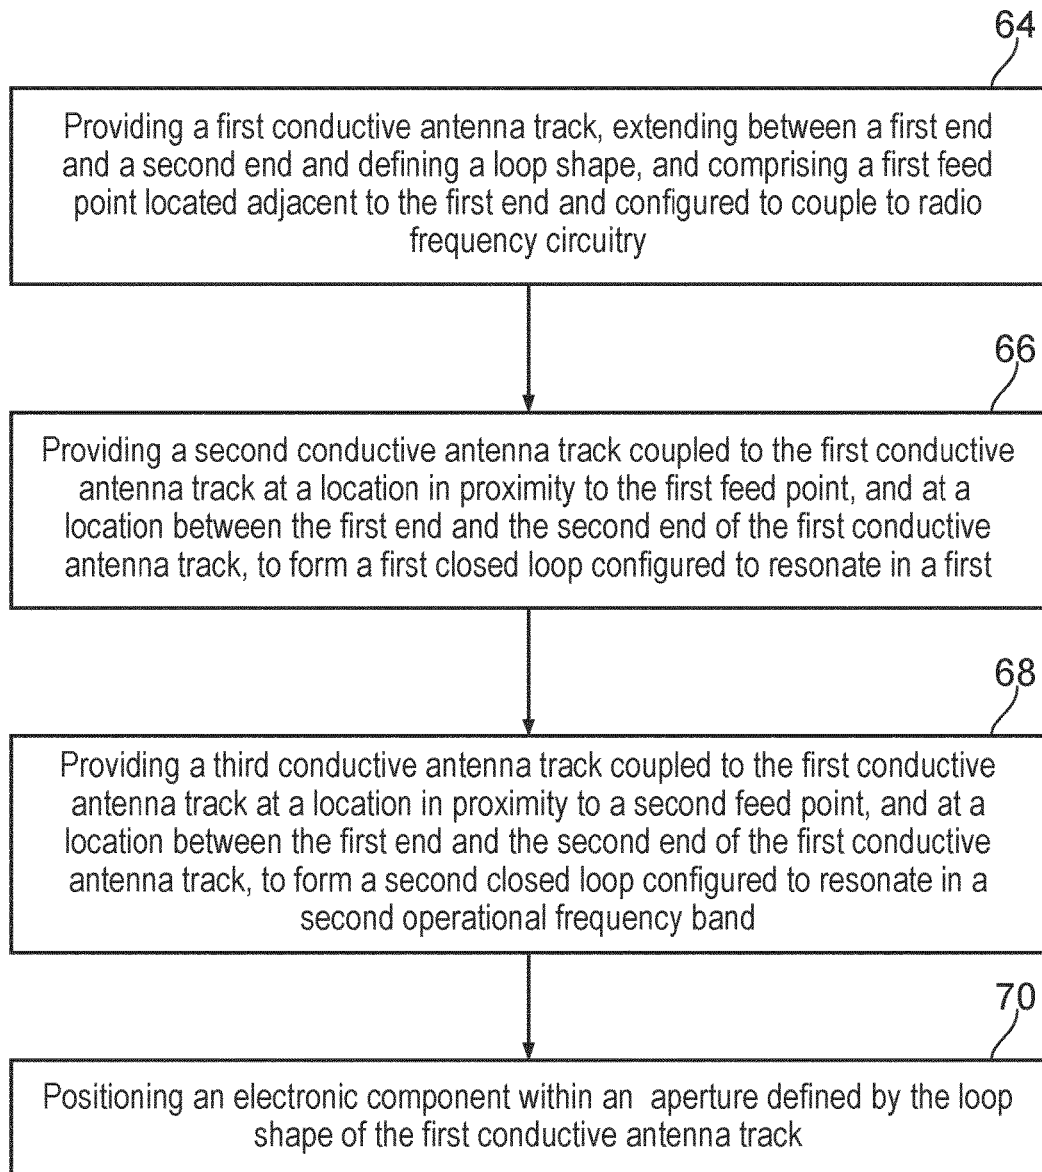 64
Providing a first conductive antenna track, extending between a first end
and a second end and defining a loop shape, and comprising a first feed
point located adjacent to the first end and configured to couple to radio
frequency circuitry
66
Providing a second conductive antenna track coupled to the first conductive
antenna track at a location in proximity to the first feed point, and at a
location between the first end and the second end of the first conductive
antenna track, to form a first closed loop configured to resonate in a first
68
Providing a third conductive antenna track coupled to the first conductive
antenna track at a location in proximity to a second feed point, and at a
location between the first end and the second end of the first conductive
antenna track, to form a second closed loop configured to resonate in a
second operational frequency band
70
Positioning an electronic component within an aperture defined by the loop
shape of the first conductive antenna track